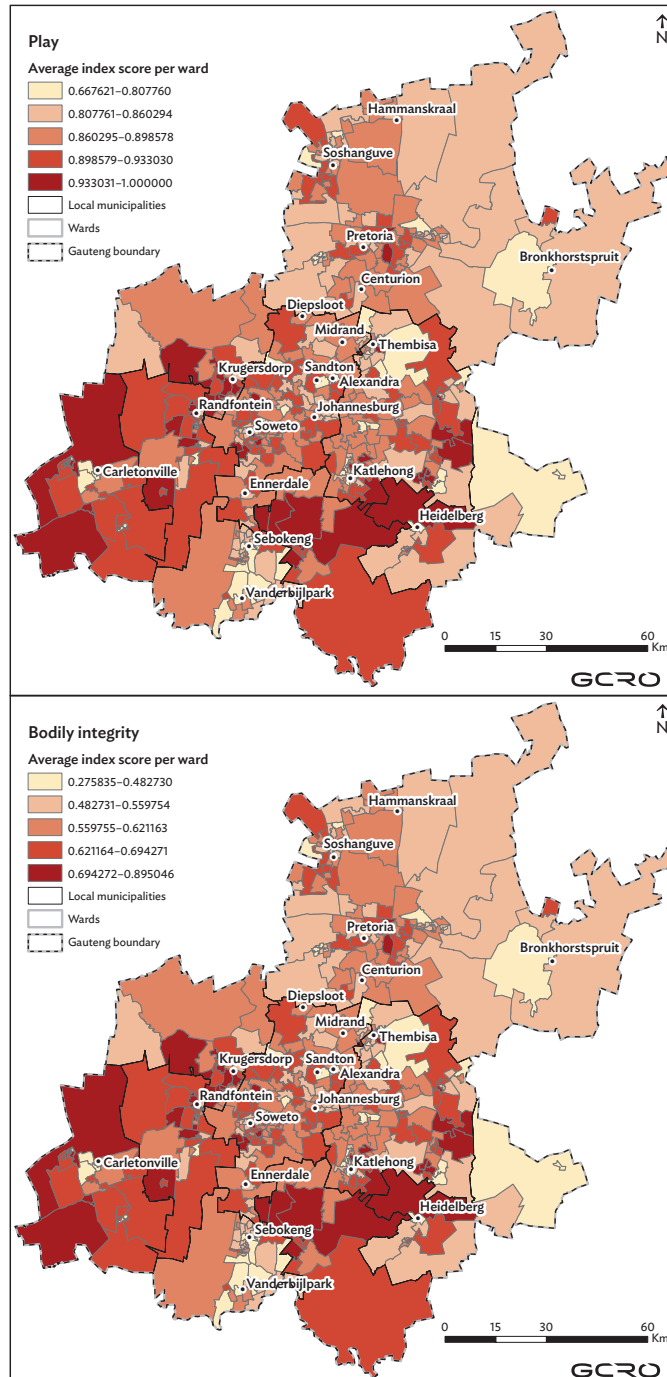 Play
N
Average index score per ward
0.667621–0.807760
0.807761–0.860294
0.860295–0.898578
0.898579–0.933030
0.933031–1.000000
Local municipalities
Wards
Gauteng boundary
Hammanskraal
Soshanguve
Pretoria
Bronkhorstspruit
Centurion
Diepsloot
Midrand
Thembisa
Krugersdorp
Sandton
Alexandra
Randfontein
Johannesburg
Soweto
Carletonville
Katlehong
Ennerdale
Heidelberg
Sebokeng
Vanderbijlpark
0 15 30 60
Km
GCRO
Bodily integrity
N
Average index score per ward
0.275835–0.482730
0.482731–0.559754
0.559755–0.621163
0.621164–0.694271
0.694272–0.895046
Local municipalities
Wards
Gauteng boundary
Hammanskraal
Soshanguve
Pretoria
Bronkhorstspruit
Centurion
Diepsloot
Midrand
Thembisa
Krugersdorp
Sandton
Alexandra
Randfontein
Johannesburg
Soweto
Carletonville
Katlehong
Ennerdale
Heidelberg
Sebokeng
Vanderbijlpark
0 15 30 60
Km
GCRO